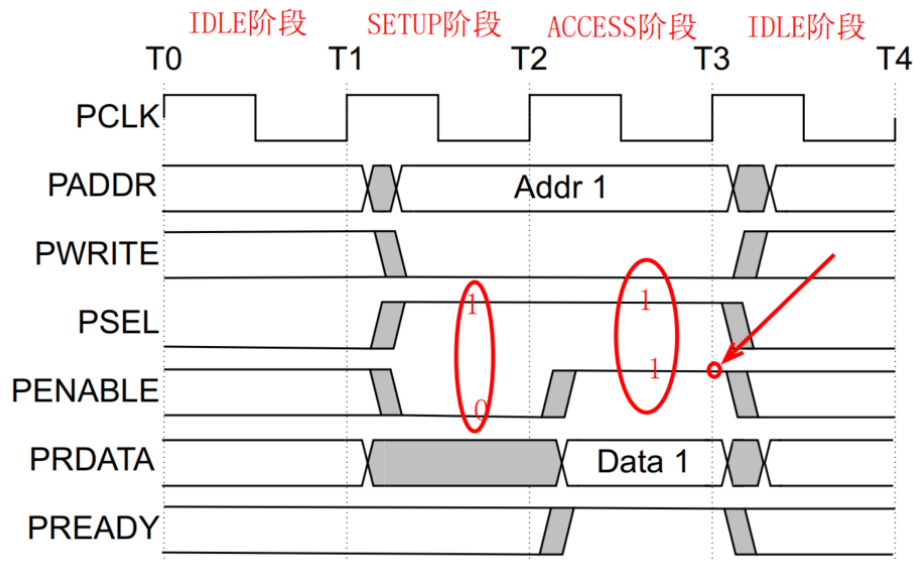 IDLE阶段 SETUP阶段 ACCESS阶段 IDLE阶段
T0 T1 T2 T3 T4
PCLK
PADDR Addr 1
PWRITE
PSEL 1 1
PENABLE 0 1
PRDATA Data 1
PREADY